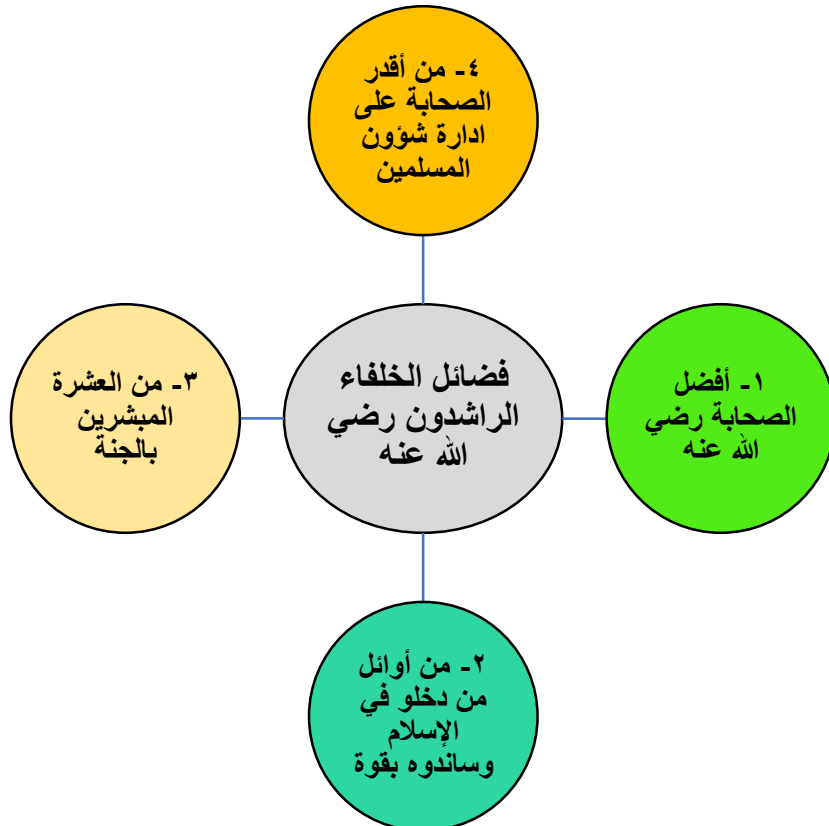 ٤- من أقدر
الصحابة على
ادارة شؤون
المسلمين
فضائل الخلفاء
الراشدون رضي
الله عنه
١- أفضل
الصحابة رضي
الله عنه
٣- من العشرة
المبشرين
بالجنة
٢- من أوائل
من دخلو في
الإسلام
وساندوه بقوة